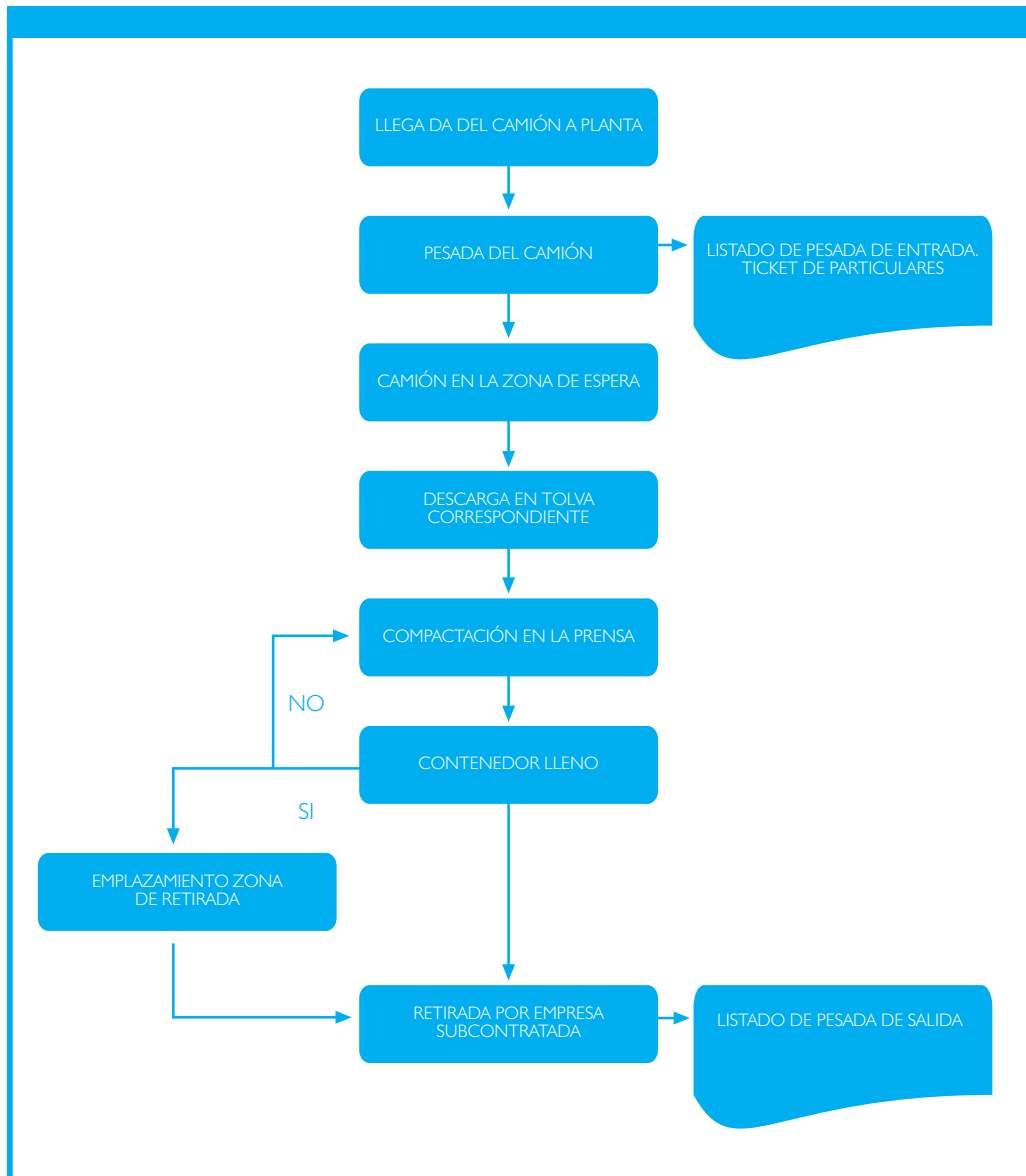 LLEGA DA DEL CAMIÓN A PLANTA
PESADA DEL CAMIÓN
LISTADO DE PESADA DE ENTRADA.
TICKET DE PARTICULARES
CAMIÓN EN LA ZONA DE ESPERA
DESCARGA EN TOLVA
CORRESPONDIENTE
COMPACTACIÓN EN LA PRENSA
NO
CONTENEDOR LLENO
SI
EMPLAZAMIENTO ZONA
DE RETIRADA
RETIRADA POR EMPRESA
SUBCONTRATADA
LISTADO DE PESADA DE SALIDA